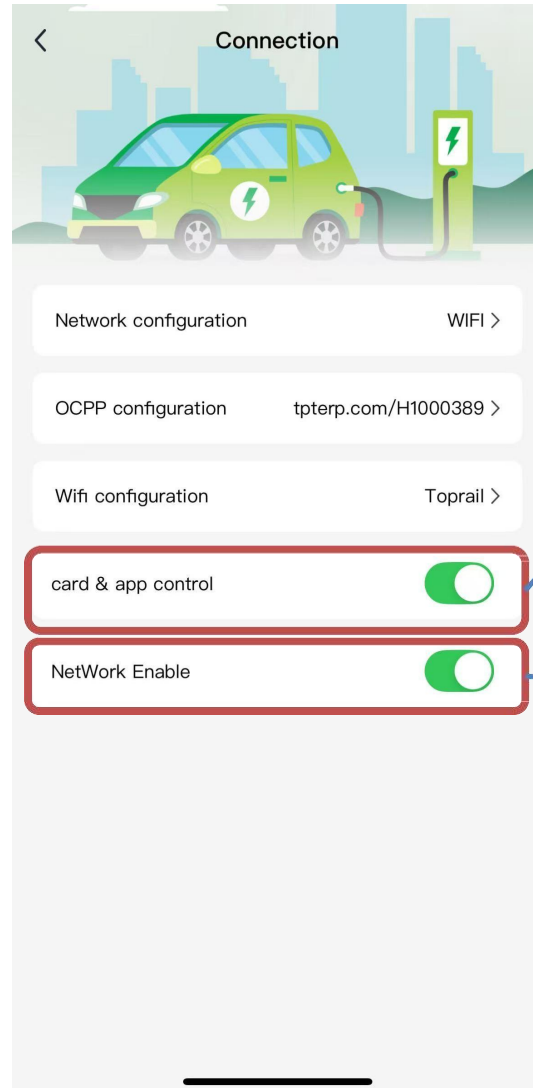 Connection
Network configuration WIFI >
OCPP configuration tpterp.com/H1000389 >
Wifi configuration Toprail >
card & app control
NetWork Enable